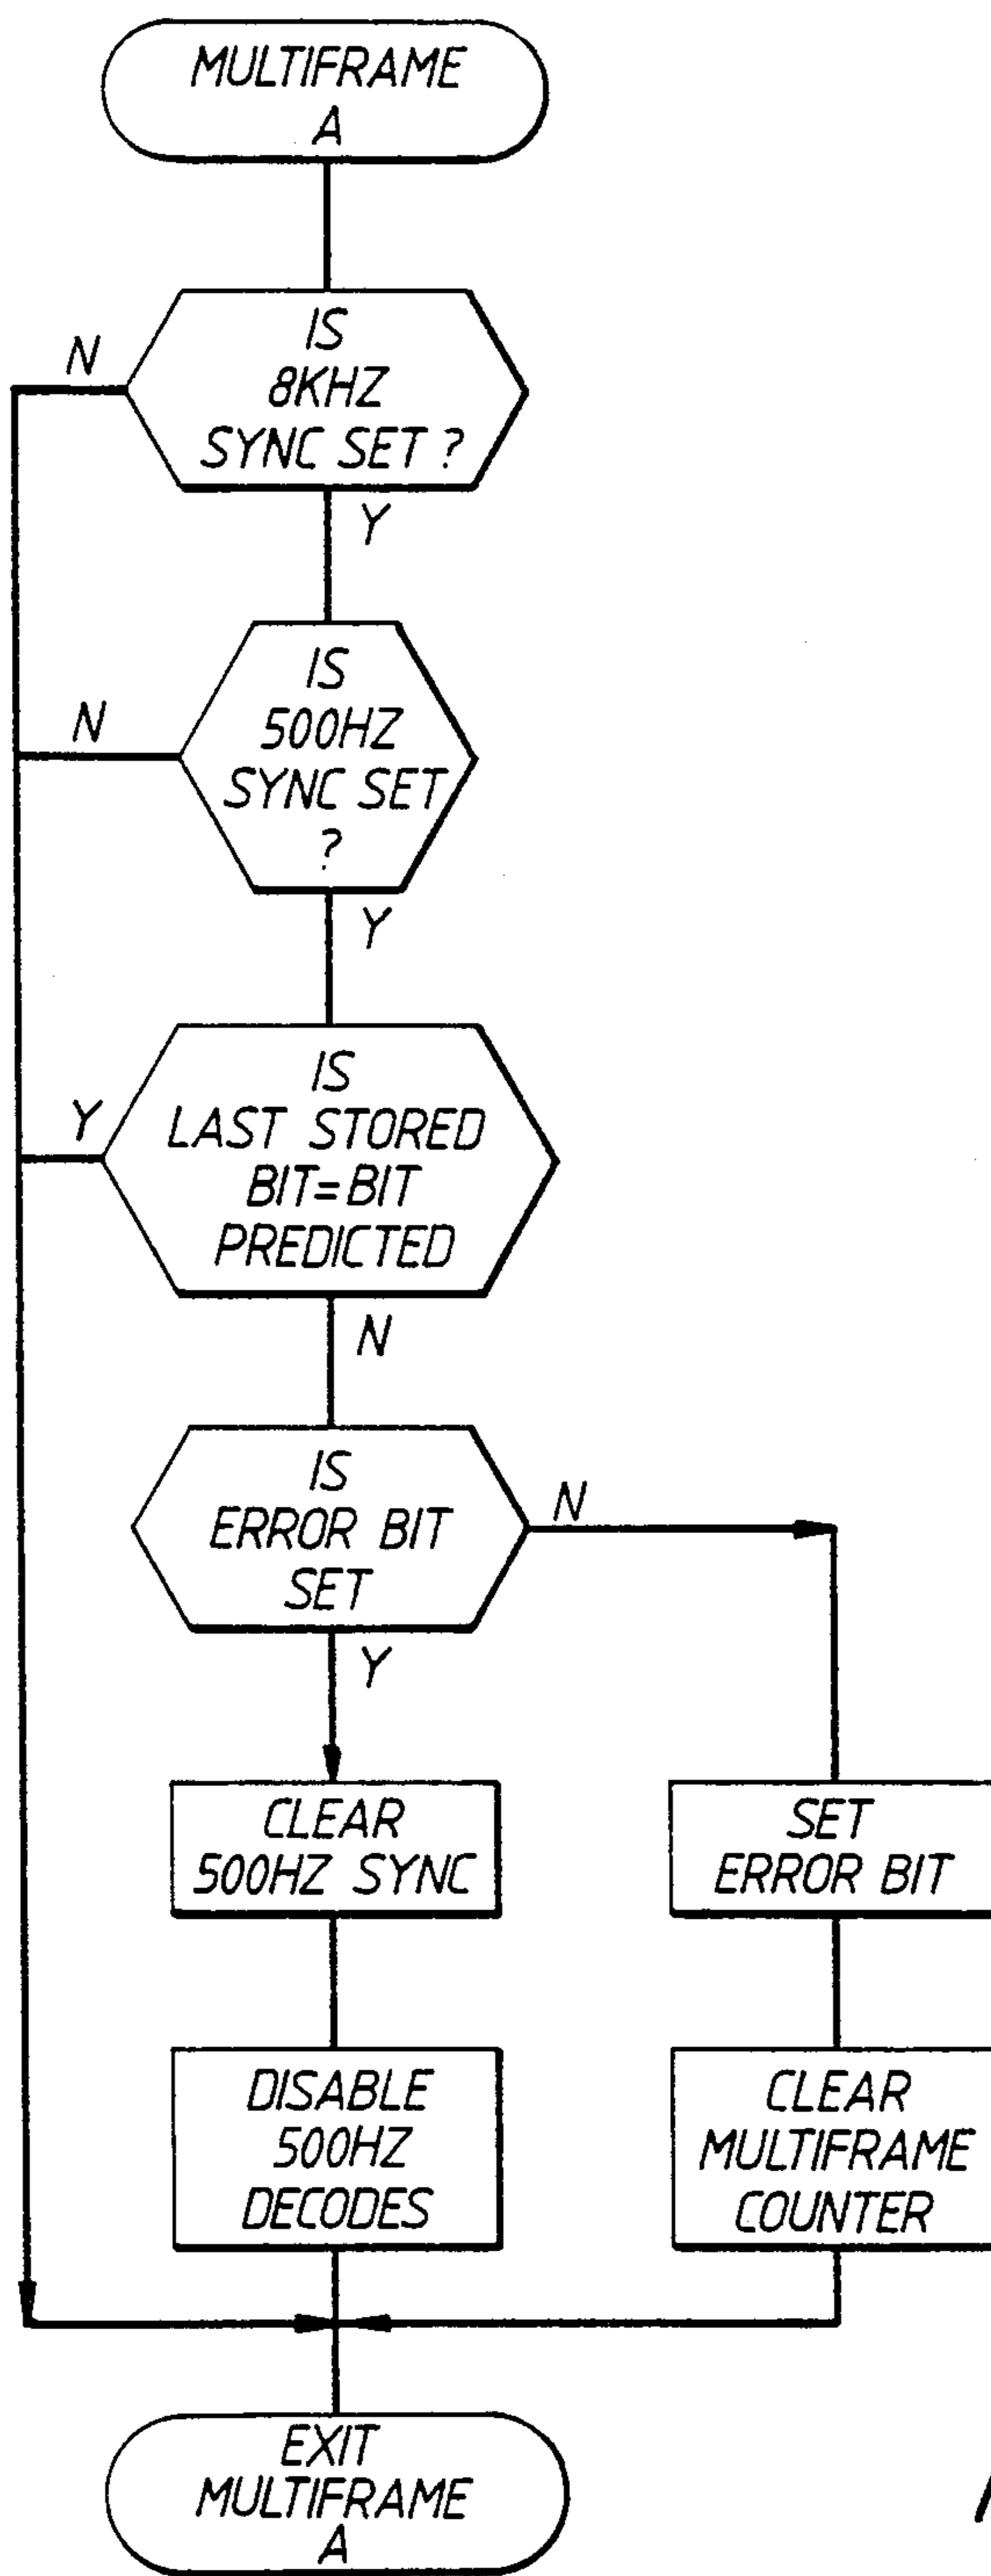 MULTIFRAME
A
IS
8KHZ
SYNC SET ?
N
Y
IS
500HZ
SYNC SET
?
N
Y
IS
LAST STORED
BIT=BIT
PREDICTED
Y
N
IS
ERROR BIT
SET
N
Y
CLEAR
500HZ SYNC
SET
ERROR BIT
DISABLE
500HZ
DECODES
CLEAR
MULTIFRAME
COUNTER
EXIT
MULTIFRAME
A